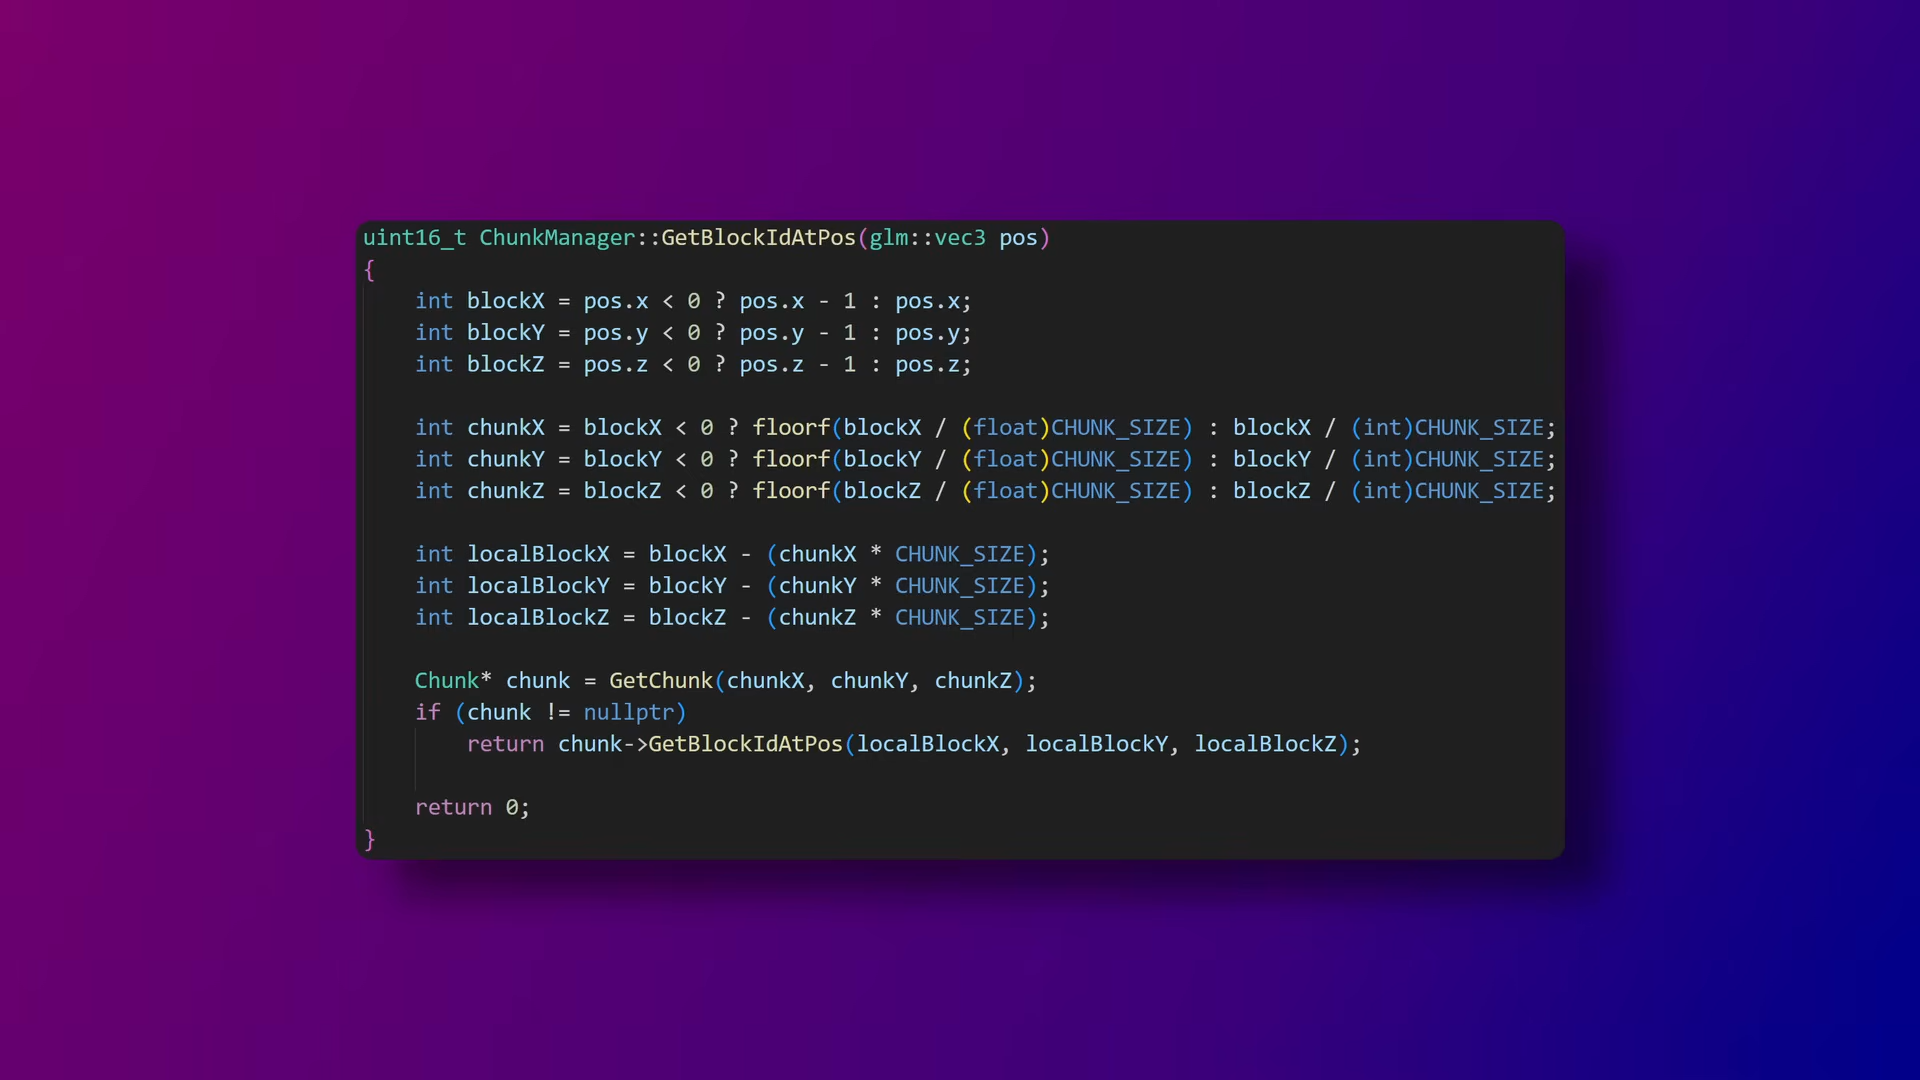 uint16_t ChunkManager::GetBlockIdAtPos(glm::vec3 pos)
{
    int blockX = pos.x < 0 ? pos.x - 1 : pos.x;
    int blockY = pos.y < 0 ? pos.y - 1 : pos.y;
    int blockZ = pos.z < 0 ? pos.z - 1 : pos.z;

    int chunkX = blockX < 0 ? floorf(blockX / (float)CHUNK_SIZE) : blockX / (int)CHUNK_SIZE;
    int chunkY = blockY < 0 ? floorf(blockY / (float)CHUNK_SIZE) : blockY / (int)CHUNK_SIZE;
    int chunkZ = blockZ < 0 ? floorf(blockZ / (float)CHUNK_SIZE) : blockZ / (int)CHUNK_SIZE;

    int localBlockX = blockX - (chunkX * CHUNK_SIZE);
    int localBlockY = blockY - (chunkY * CHUNK_SIZE);
    int localBlockZ = blockZ - (chunkZ * CHUNK_SIZE);

    Chunk* chunk = GetChunk(chunkX, chunkY, chunkZ);
    if (chunk != nullptr)
        return chunk->GetBlockIdAtPos(localBlockX, localBlockY, localBlockZ);

    return 0;
}